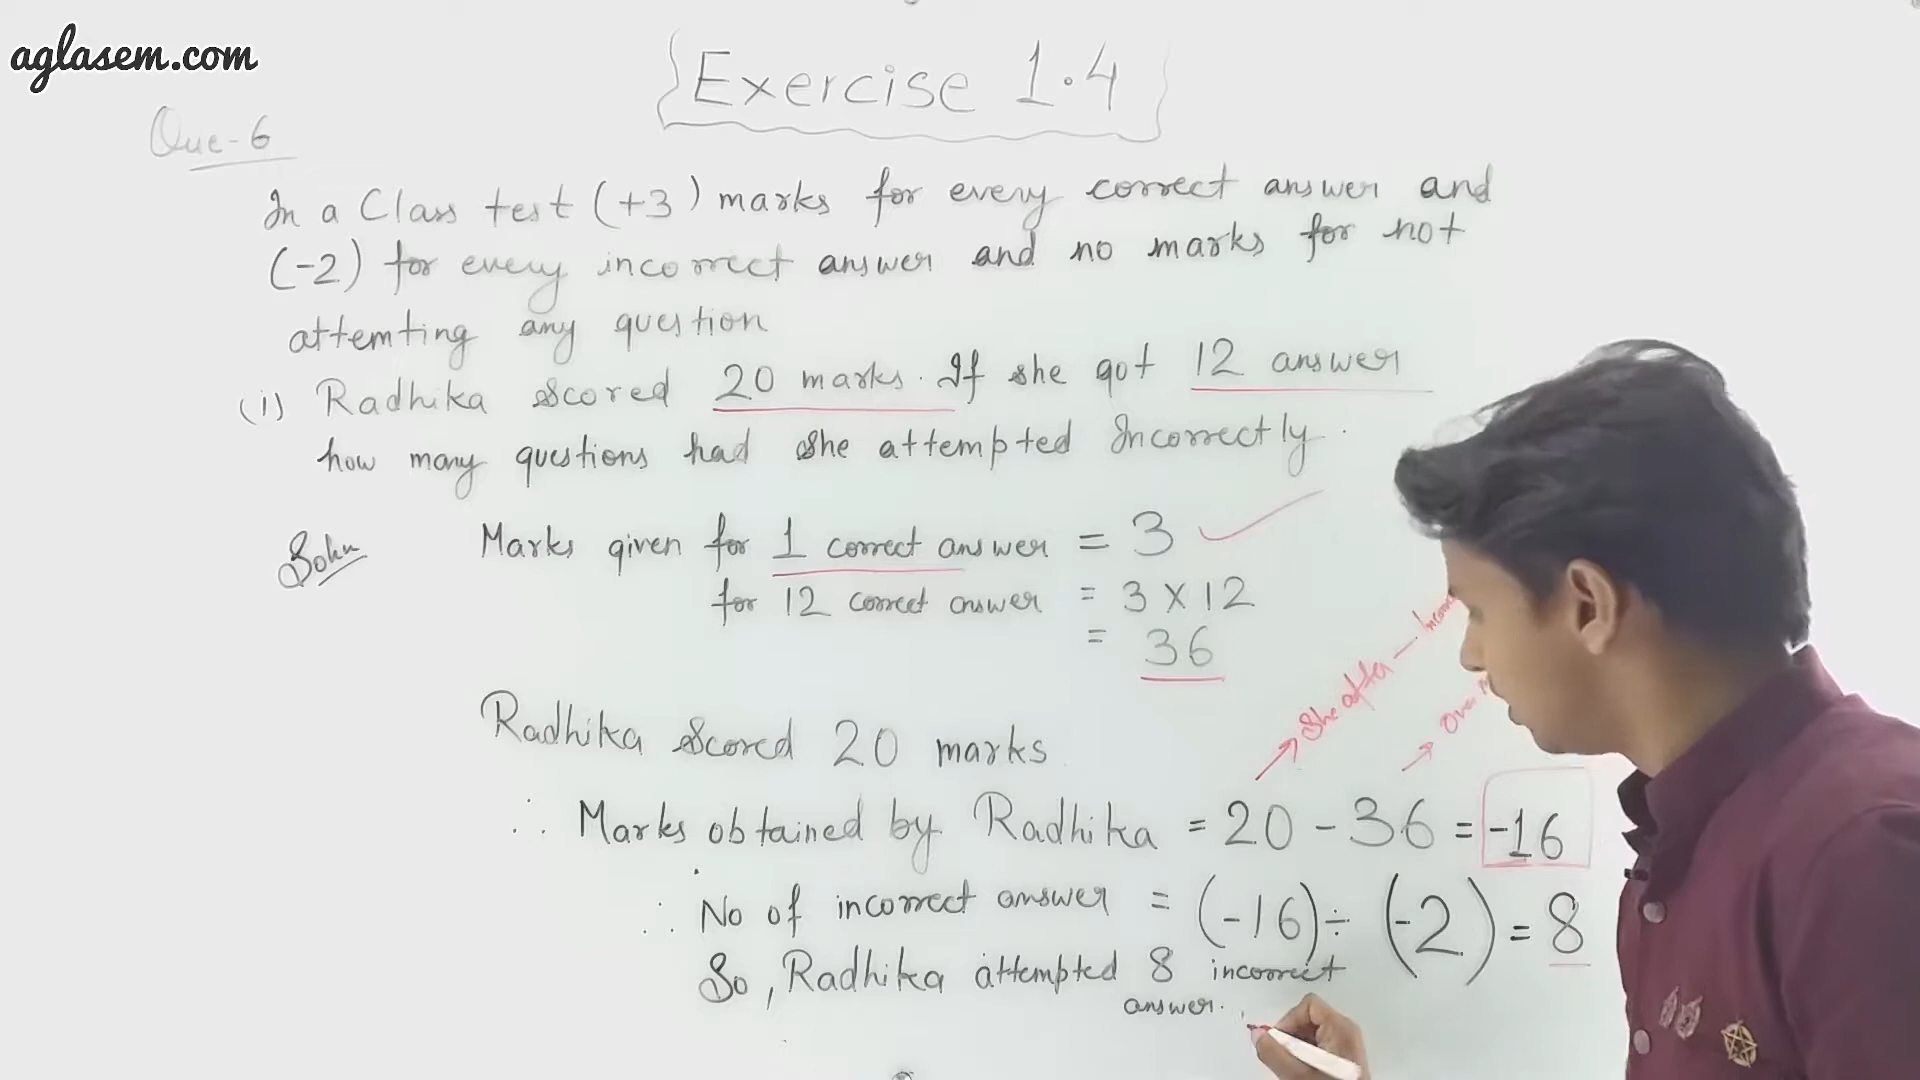 aglasem.com
Exercise 1.4
Que-6
In a Class test (+3) marks for every correct answer and
(-2) for every incorrect answer and no marks for not
attemting any question
(i) Radhika scored 20 marks. If she got 12 answer
how many questions had she attempted Incorrectly.
Soln Marks given for 1 correct answer = 3
for 12 correct answer = 3 x 12
= 36
Radhika scored 20 marks
∴ Marks obtained by Radhika = 20 - 36 = -16
∴ No of incorrect answer = (-16) ÷ (-2) = 8
So, Radhika attempted 8 incorrect
answer.
She after